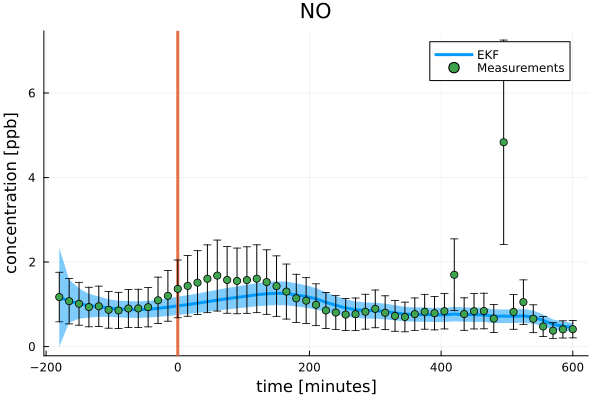 NO
concentration [ppb]
6
4
2
0
EKF
Measurements
−200
0
200
400
600
time [minutes]